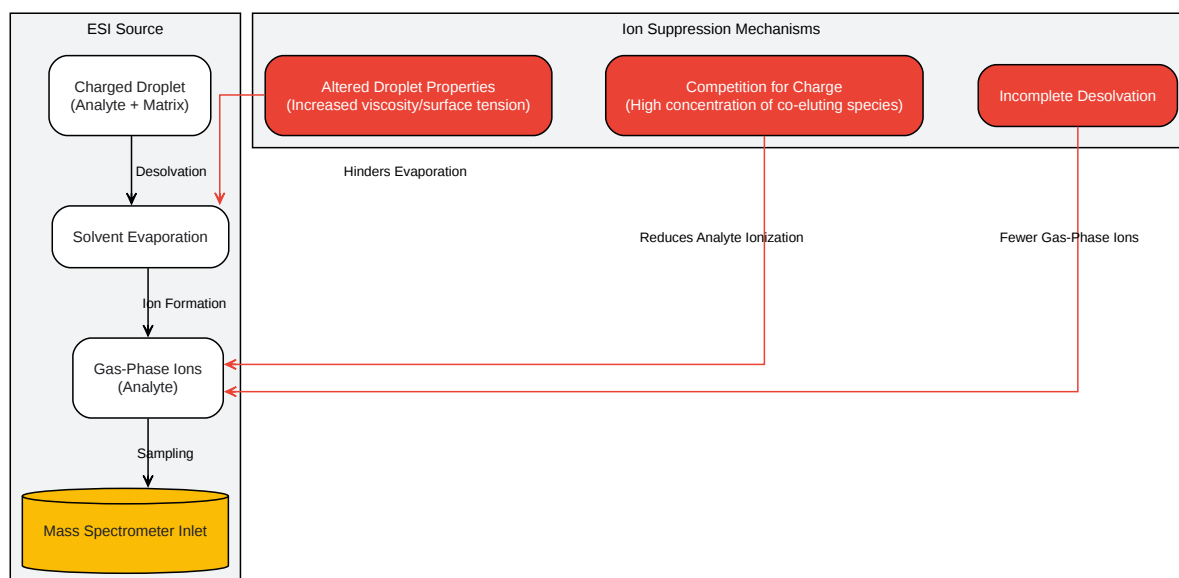 ESI Source
Ion Suppression Mechanisms
Charged Droplet
(Analyte + Matrix)
Altered Droplet Properties
(Increased viscosity/surface tension)
Competition for Charge
(High concentration of co-eluting species)
Incomplete Desolvation
Desolvation
Hinders Evaporation
Solvent Evaporation
Reduces Analyte Ionization
Fewer Gas-Phase Ions
Ion Formation
Gas-Phase Ions
(Analyte)
Sampling
Mass Spectrometer Inlet